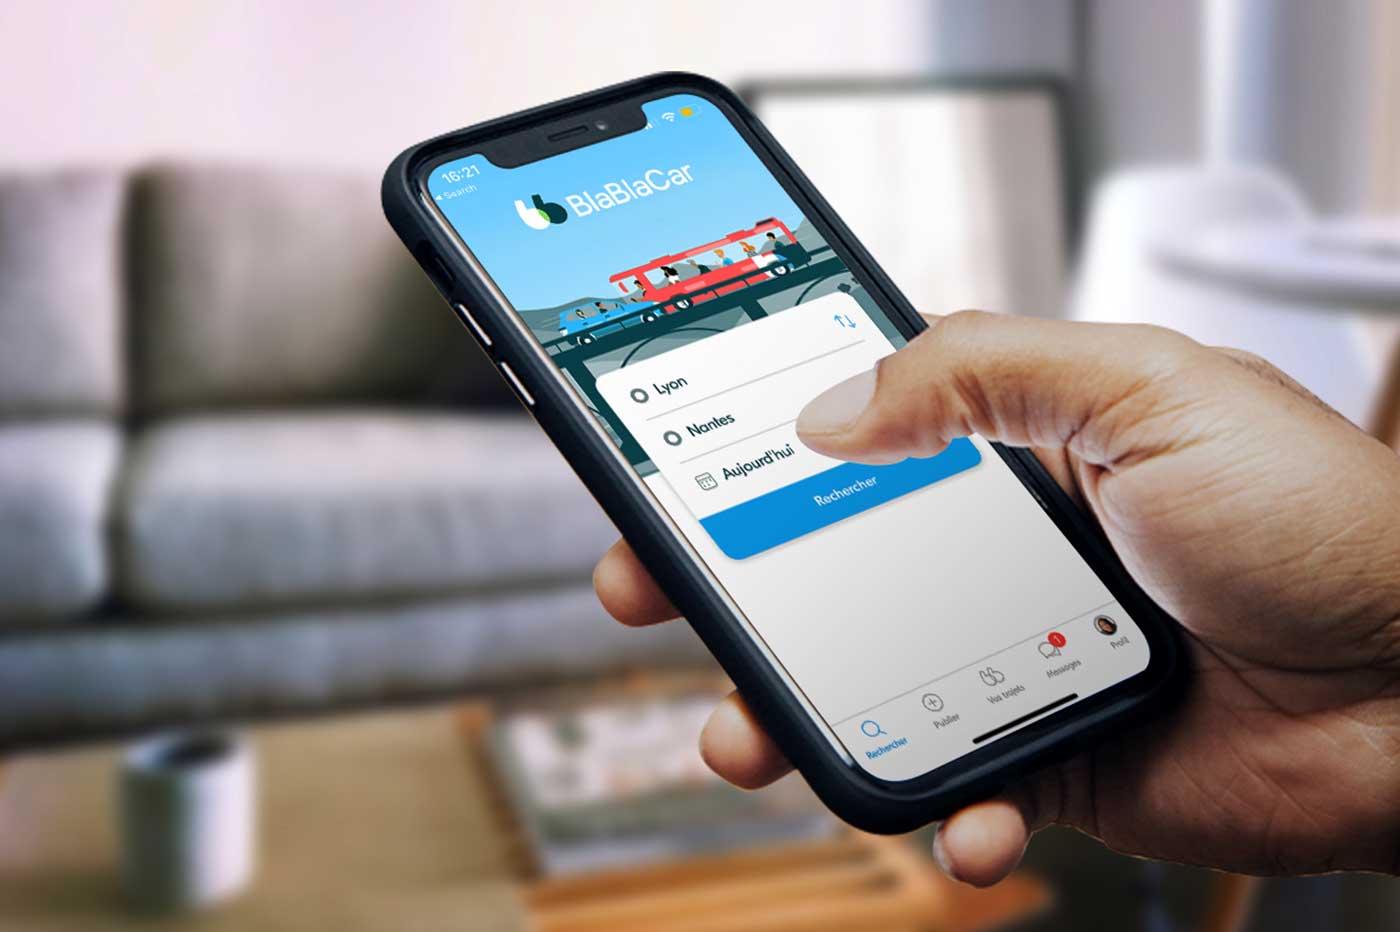 16:21
◂ Search
BlaBlaCar
Lyon
Nantes
Aujourd'hui
Rechercher
1
Rechercher
Publier
Vos trajets
Messages
Profil